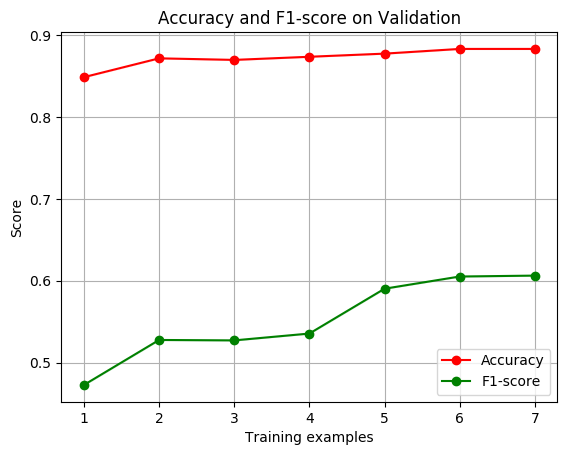 Accuracy and F1-score on Validation
Score
0.9
0.8
0.7
0.6
0.5
Accuracy
F1-score
1 2 3 4 5 6 7
Training examples